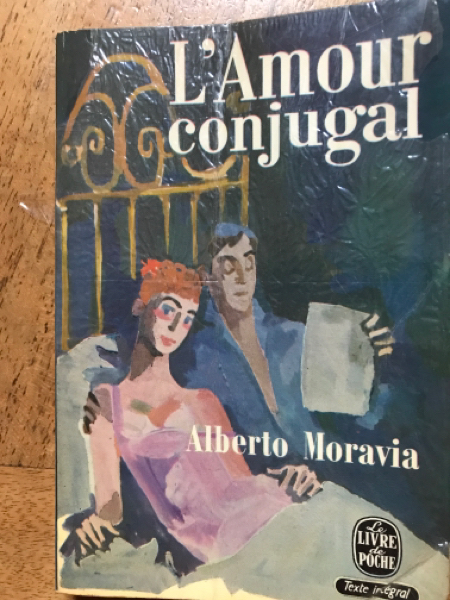 L'Amour
conjugal
Alberto Moravia
Le
LIVRE
de
POCHE
Texte intégral